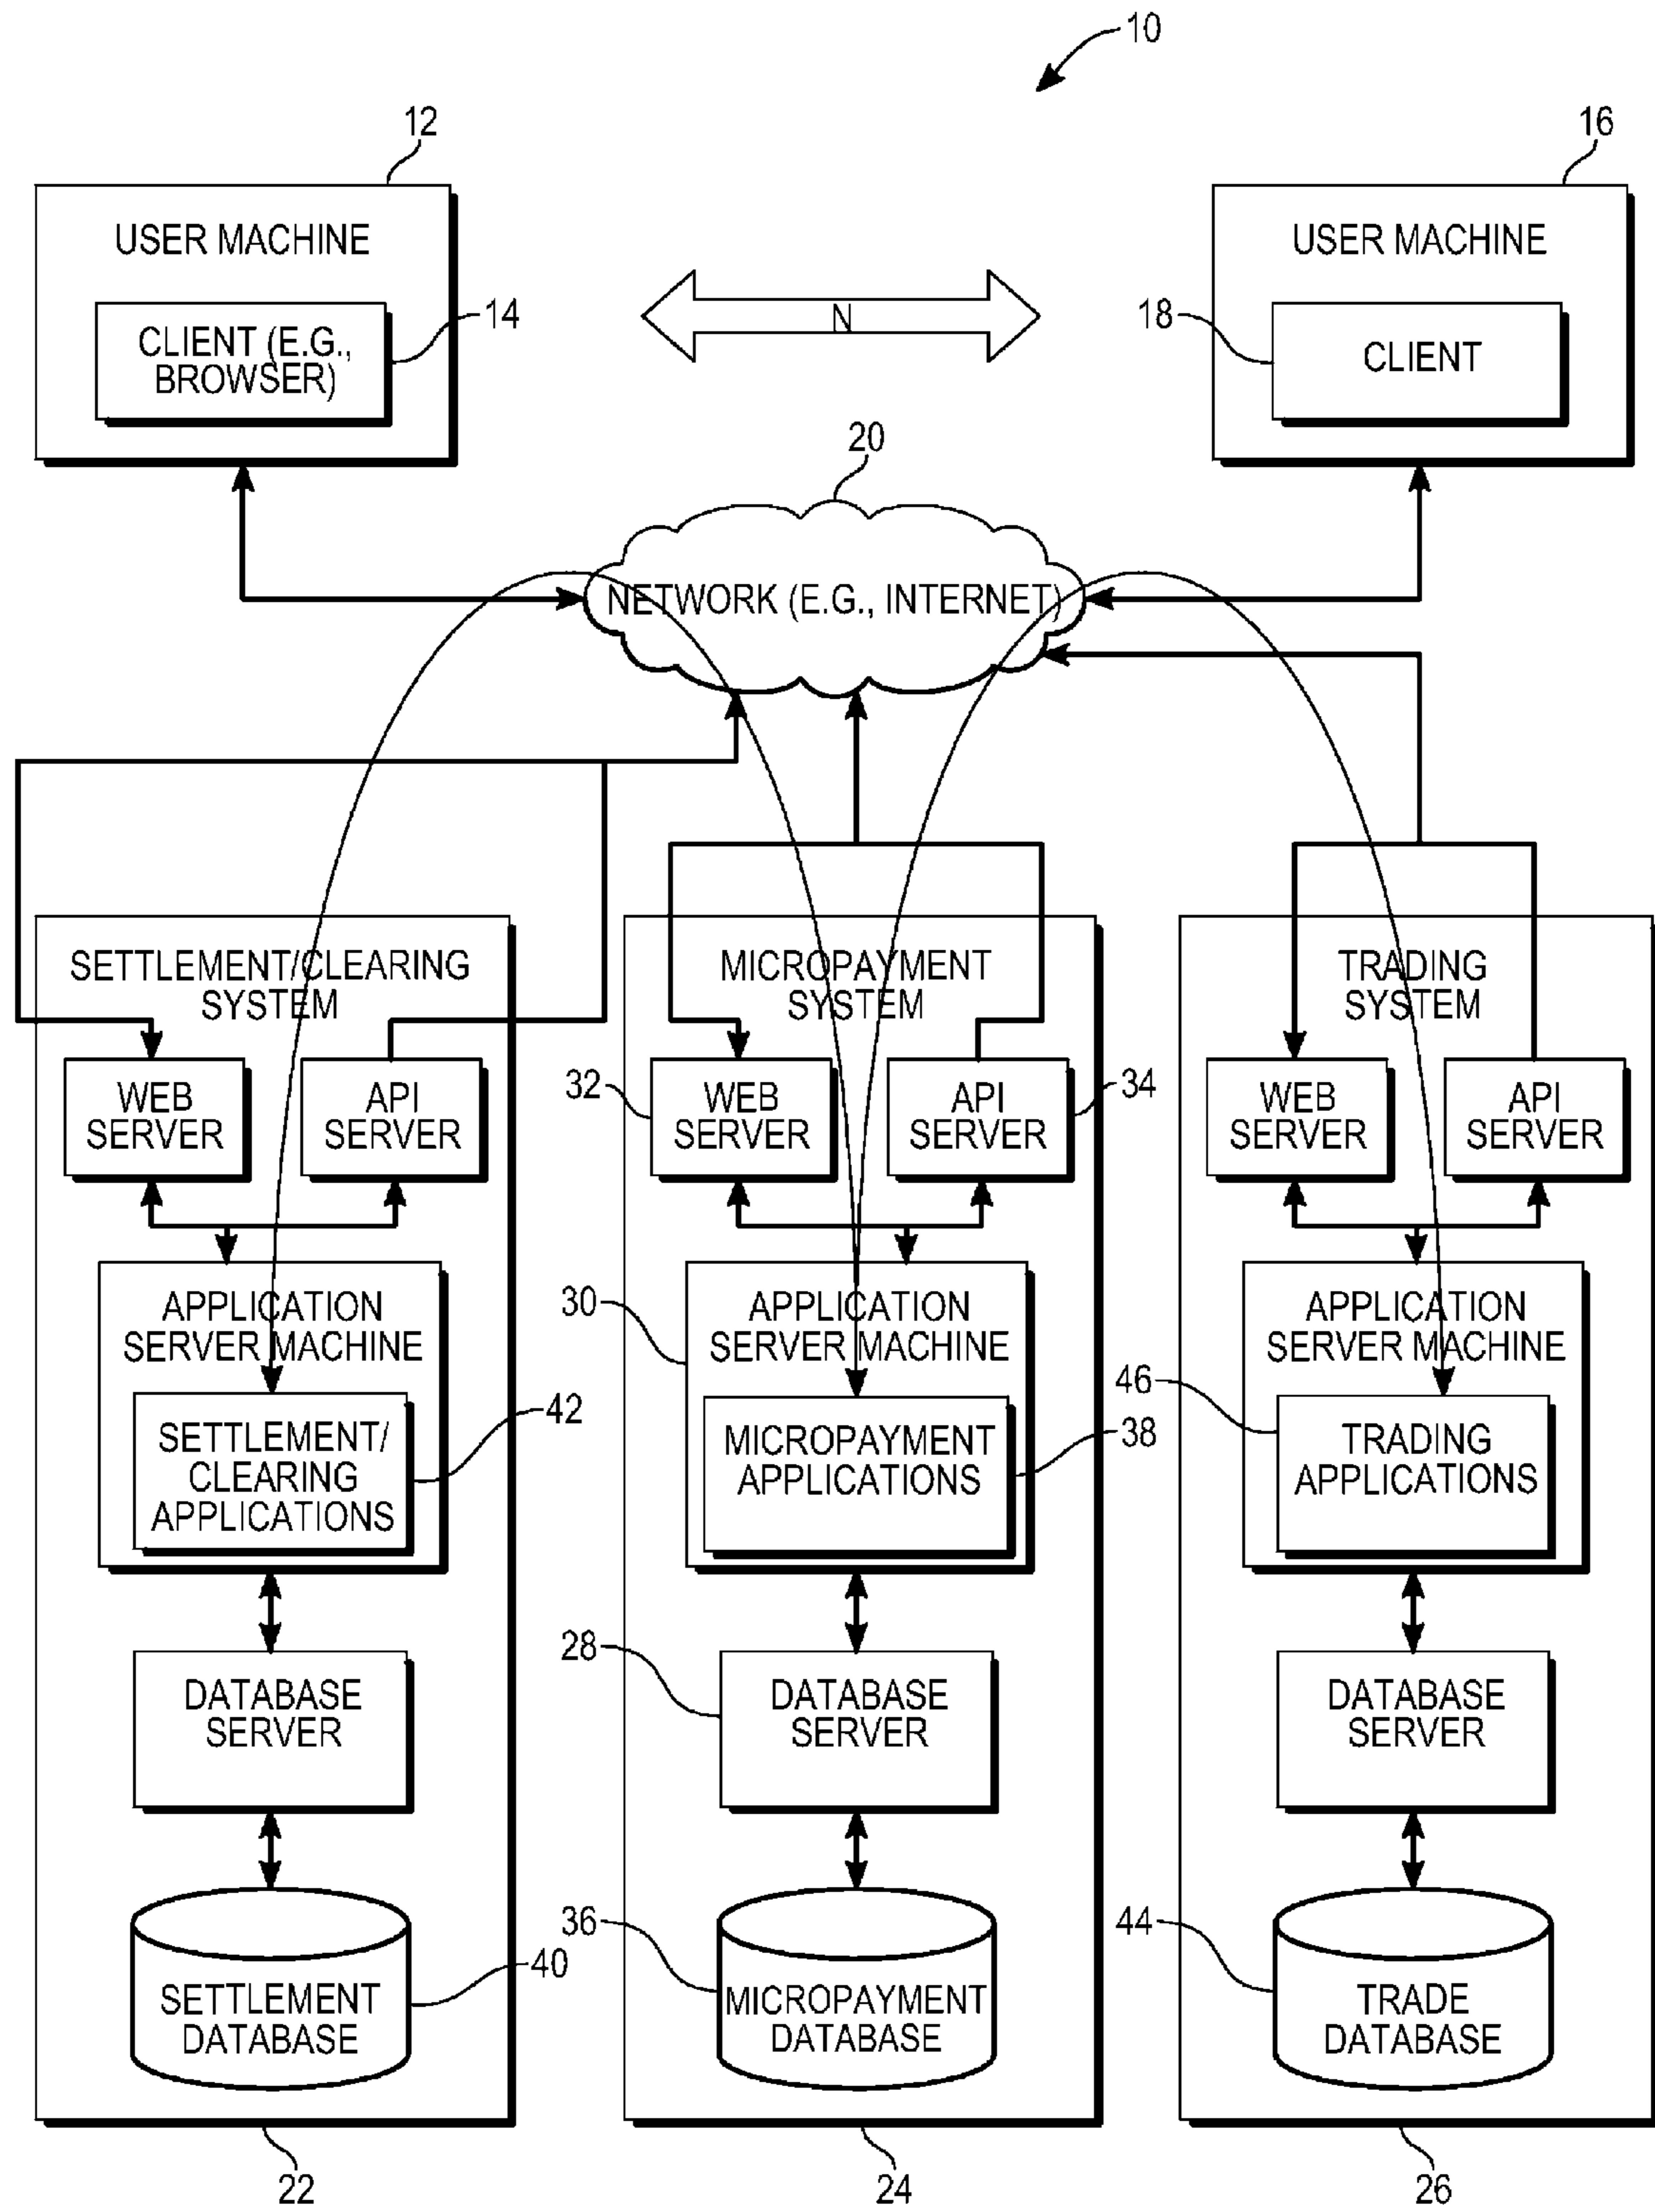 10
12
16
USER MACHINE
USER MACHINE
14
CLIENT (E.G.,
BROWSER)
N
18
CLIENT
20
NETWORK (E.G., INTERNET)
SETTLEMENT/CLEARING
SYSTEM
WEB
SERVER
API
SERVER
APPLICATION
SERVER MACHINE
SETTLEMENT/
CLEARING
APPLICATIONS
42
DATABASE
SERVER
SETTLEMENT
DATABASE
40
22
MICROPAYMENT
SYSTEM
32
WEB
SERVER
API
SERVER
34
30
APPLICATION
SERVER MACHINE
MICROPAYMENT
APPLICATIONS
38
28
DATABASE
SERVER
36
MICROPAYMENT
DATABASE
24
TRADING
SYSTEM
WEB
SERVER
API
SERVER
APPLICATION
SERVER MACHINE
46
TRADING
APPLICATIONS
DATABASE
SERVER
44
TRADE
DATABASE
26